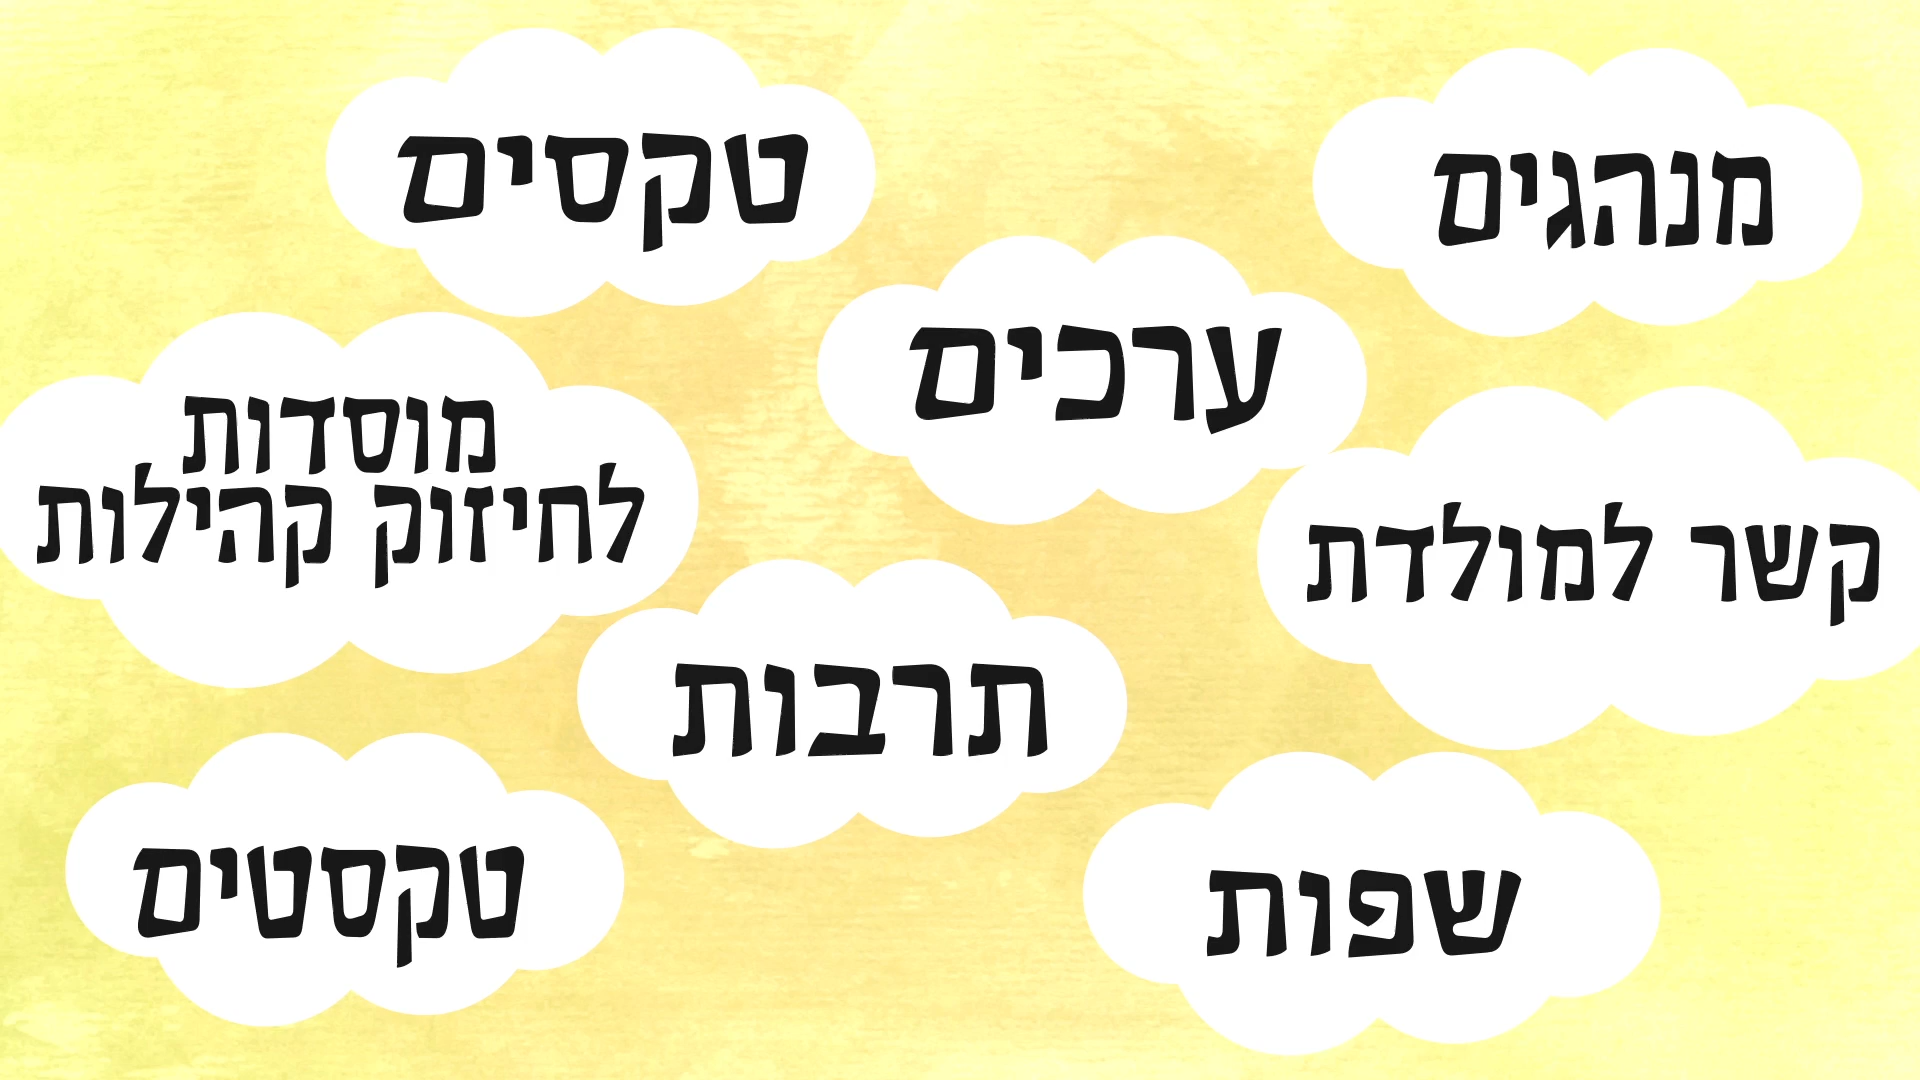 טקסים
מנהגים
ערכים
מוסדות
לחיזוק קהילות
קשר למולדת
תרבות
טקסטים
שפות